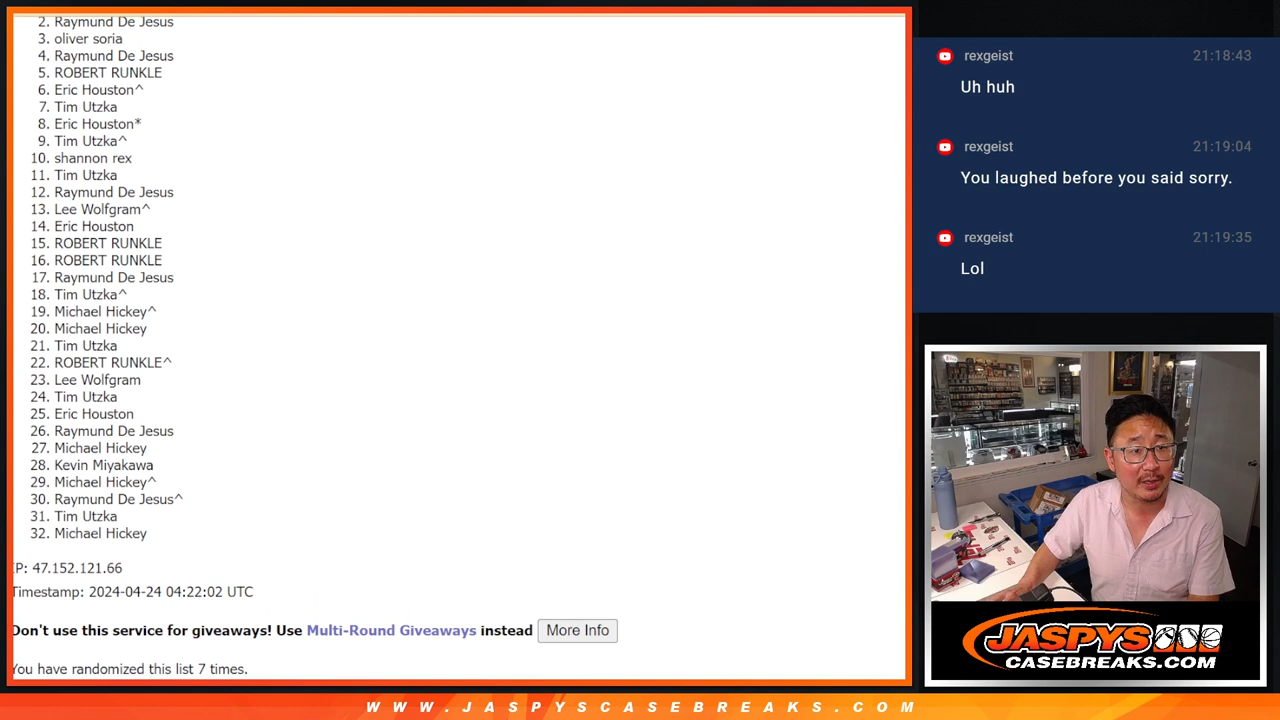 2. Raymund De Jesus
3. oliver soria
4. Raymund De Jesus
5. ROBERT RUNKLE
6. Eric Houston^
7. Tim Utzka
8. Eric Houston*
9. Tim Utzka^
10. shannon rex
11. Tim Utzka
12. Raymund De Jesus
13. Lee Wolfgram^
14. Eric Houston
15. ROBERT RUNKLE
16. ROBERT RUNKLE
17. Raymund De Jesus
18. Tim Utzka^
19. Michael Hickey^
20. Michael Hickey
21. Tim Utzka
22. ROBERT RUNKLE^
23. Lee Wolfgram
24. Tim Utzka
25. Eric Houston
26. Raymund De Jesus
27. Michael Hickey
28. Kevin Miyakawa
29. Michael Hickey^
30. Raymund De Jesus^
31. Tim Utzka
32. Michael Hickey
IP: 47.152.121.66
Timestamp: 2024-04-24 04:22:02 UTC
Don't use this service for giveaways! Use Multi-Round Giveaways instead More Info
You have randomized this list 7 times.
rexgeist 21:18:43
Uh huh
rexgeist 21:19:04
You laughed before you said sorry.
rexgeist 21:19:35
Lol
JASPYS
CASEBREAKS.COM
WWW.JASPYSCASEBREAKS.COM